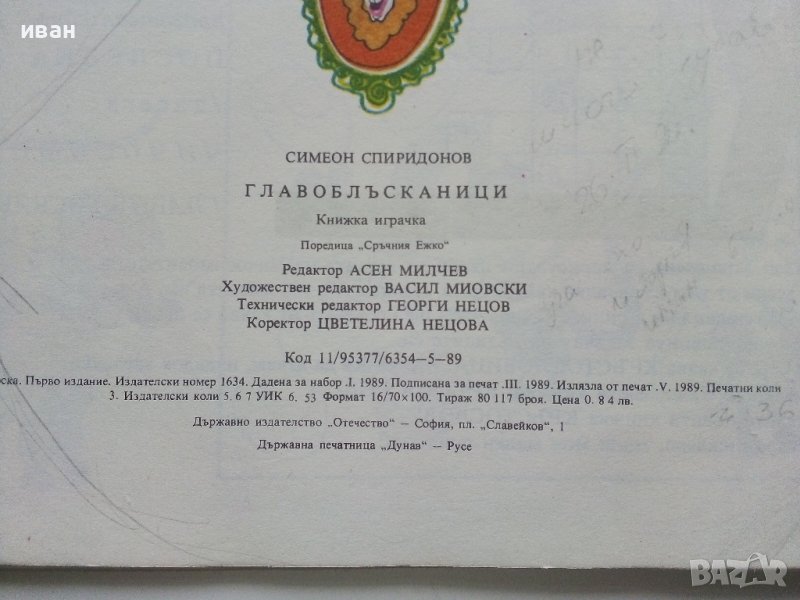 иван
СИМЕОН СПИРИДОНОВ
ГЛАВОБЛЪСКАНИЦИ
Книжка играчка
Поредица „Сръчния Ежко“
Редактор АСЕН МИЛЧЕВ
Художествен редактор ВАСИЛ МИОВСКИ
Технически редактор ГЕОРГИ НЕЦОВ
Коректор ЦВЕТЕЛИНА НЕЦОВА
Код 11/95377/6354—5—89
ска. Първо издание. Издателски номер 1634. Дадена за набор .I. 1989. Подписана за печат .III. 1989. Излязла от печат .V. 1989. Печатни коли
3. Издателски коли 5. 6 7 УИК 6. 53 Формат 16/70×100. Тираж 80 117 броя. Цена 0. 8 4 лв.
Държавно издателство „Отечество“ — София, пл. „Славейков“, 1
Държавна печатница „Дунав“ — Русе
36
BAZAR